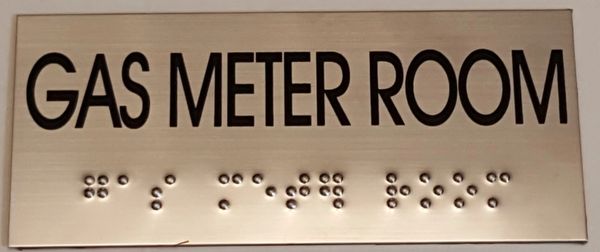 GAS METER ROOM
⠛⠁⠎ ⠍⠑⠞⠻ ⠗⠕⠕⠍